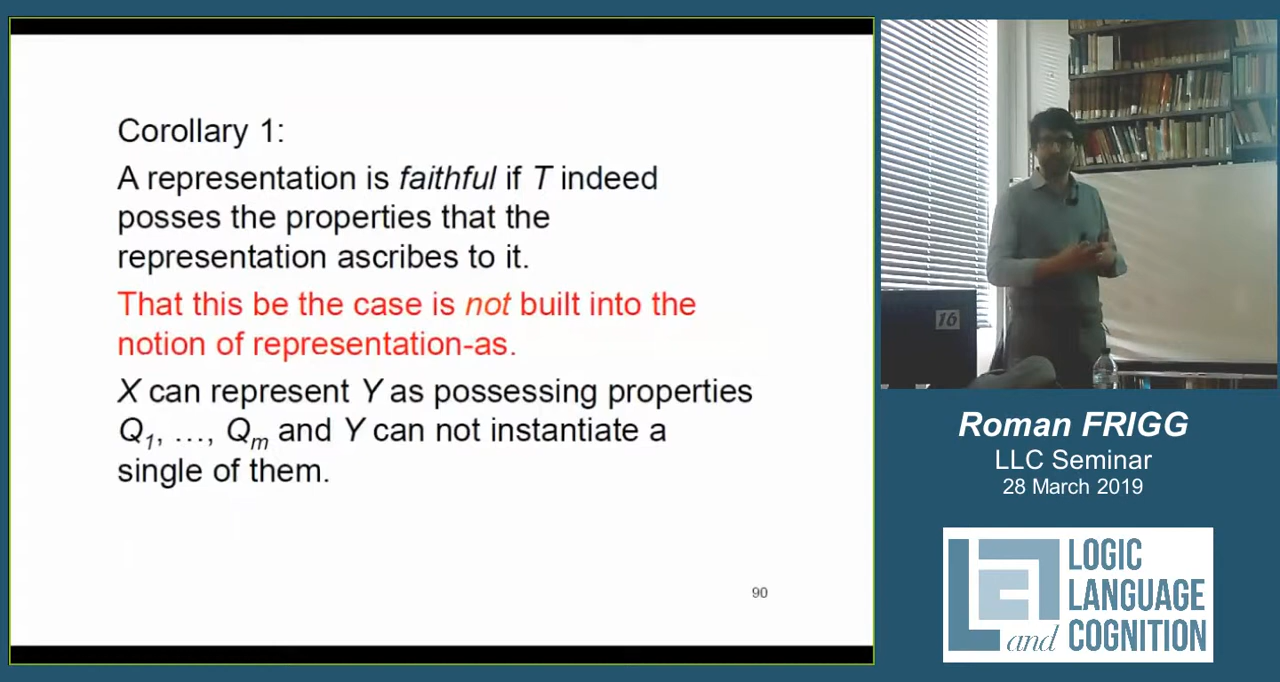 Corollary 1:
A representation is faithful if T indeed
posses the properties that the
representation ascribes to it.
That this be the case is not built into the
notion of representation-as.
X can represent Y as possessing properties
Q1, …, Qm and Y can not instantiate a
single of them.
90
16
Roman FRIGG
LLC Seminar
28 March 2019
LOGIC
LANGUAGE
and COGNITION